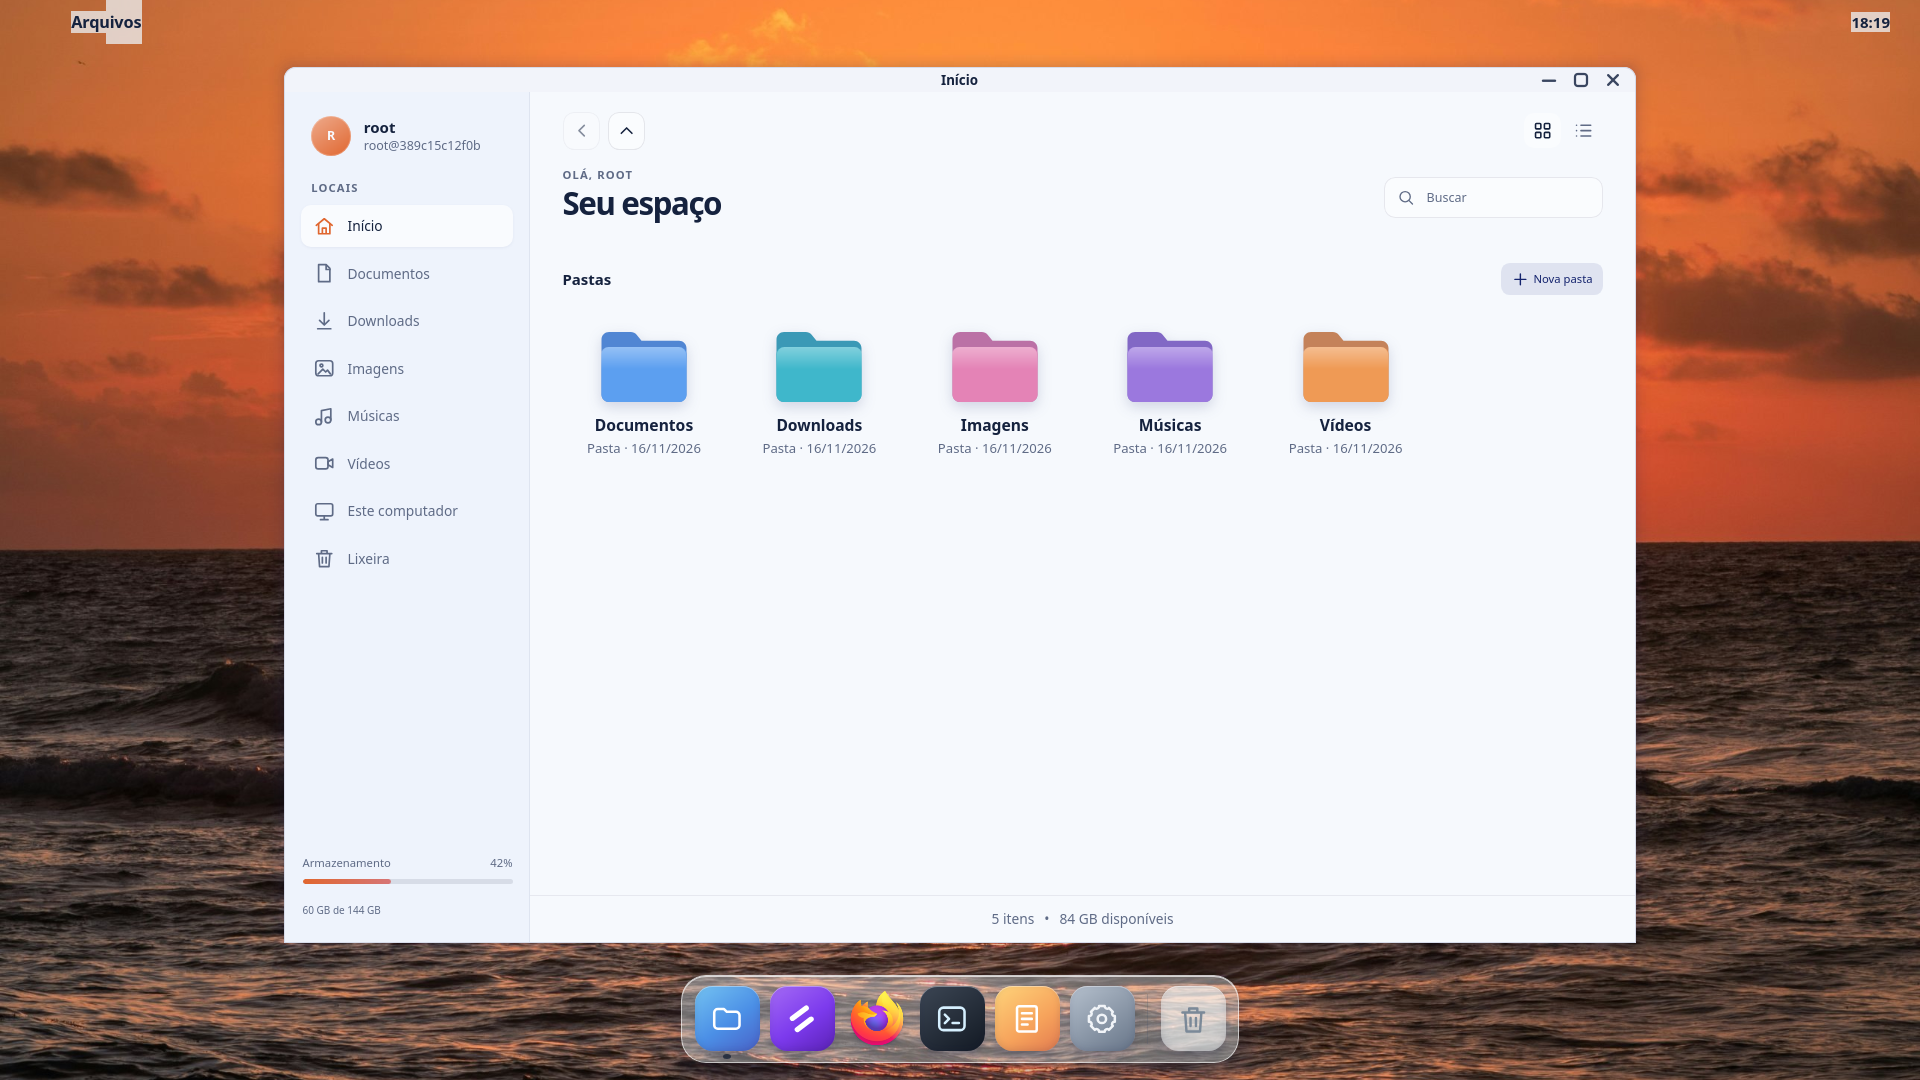 Arquivos
18:19
Início
R
root
root@389c15c12f0b
LOCAIS
Início
Documentos
Downloads
Imagens
Músicas
Vídeos
Este computador
Lixeira
Armazenamento 42%
60 GB de 144 GB
OLÁ, ROOT
Seu espaço
Buscar
Pastas
Nova pasta
Documentos
Pasta · 16/11/2026
Downloads
Pasta · 16/11/2026
Imagens
Pasta · 16/11/2026
Músicas
Pasta · 16/11/2026
Vídeos
Pasta · 16/11/2026
5 itens • 84 GB disponíveis